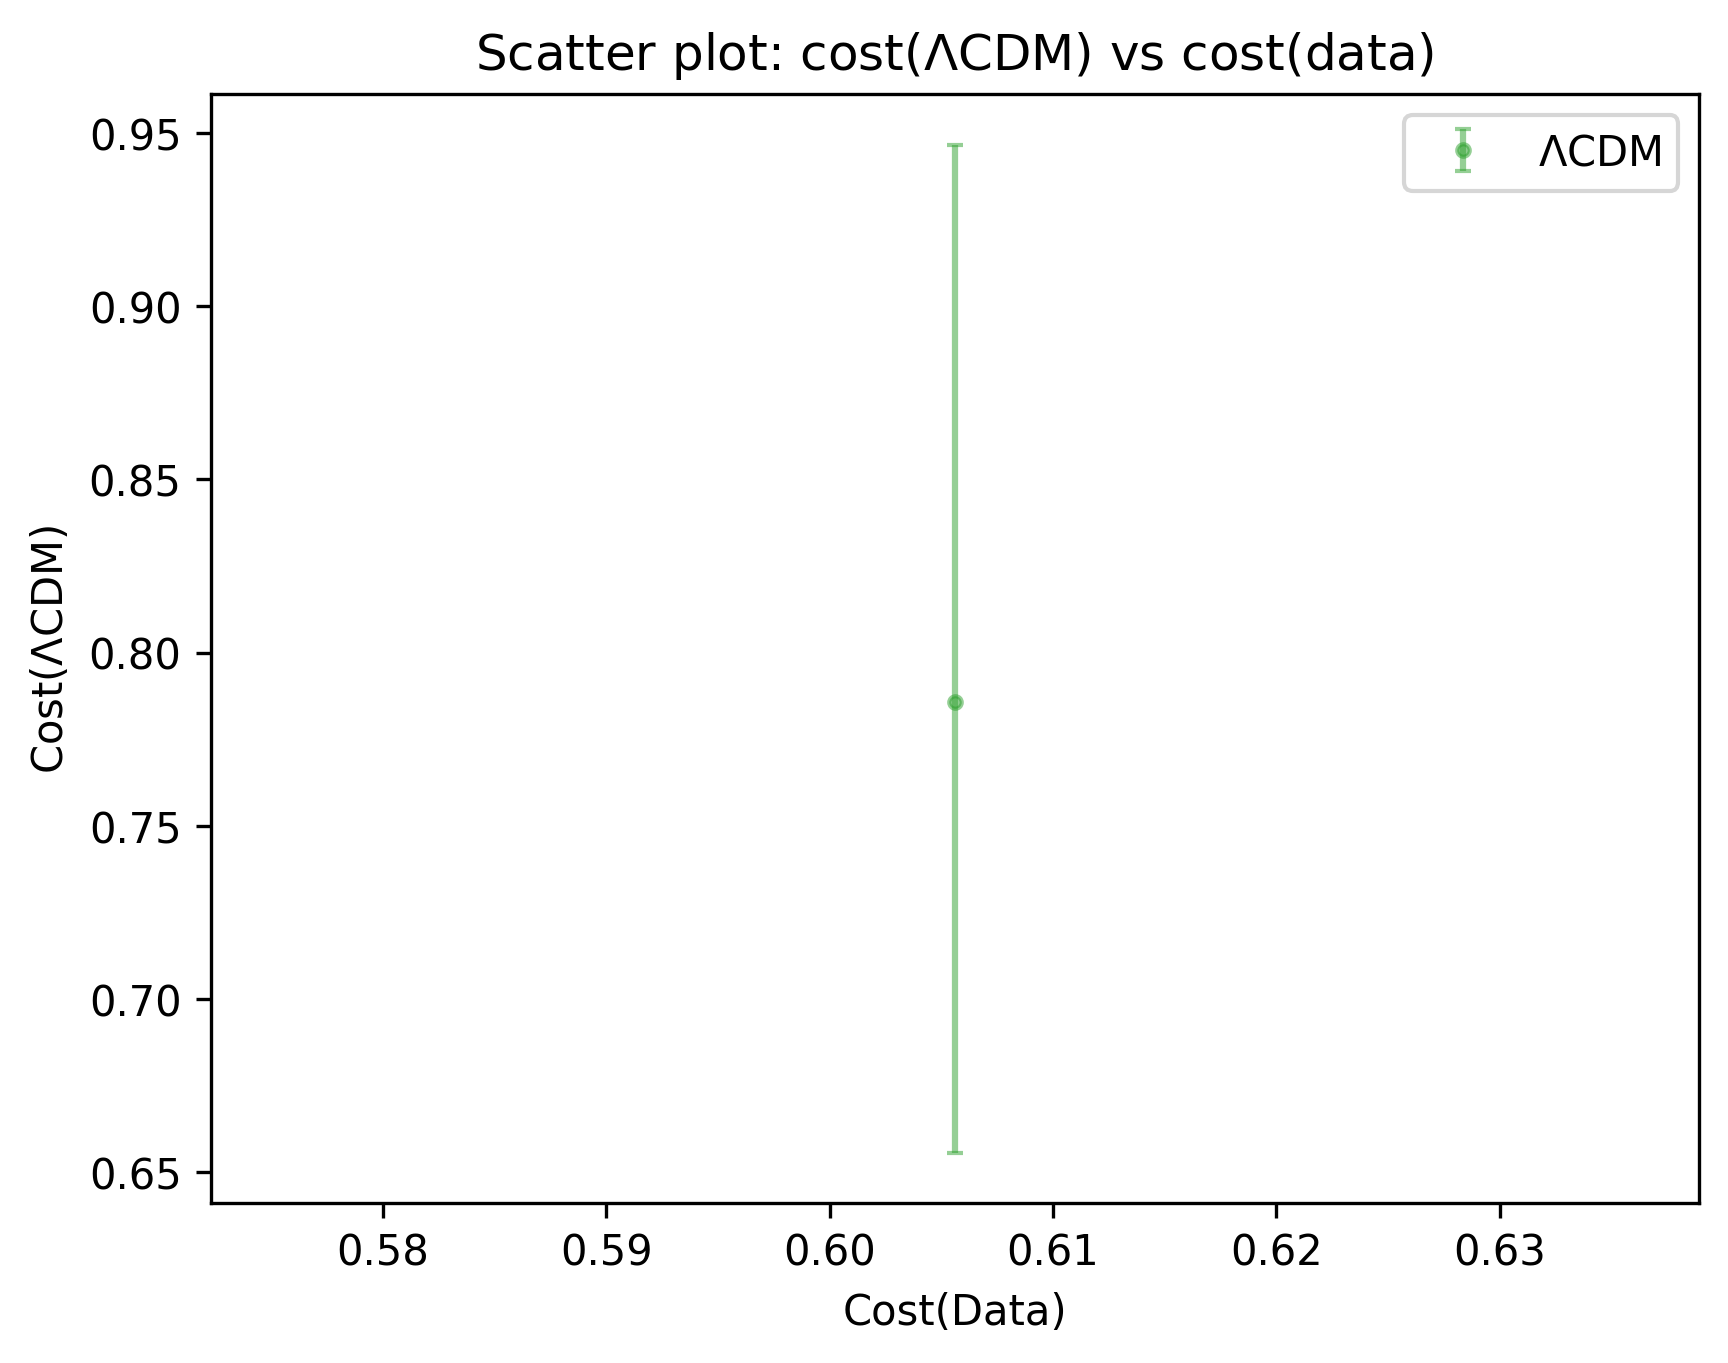 Scatter plot: cost(ΛCDM) vs cost(data)
ΛCDM
0.95
0.90
0.85
0.80
0.75
0.70
0.65
Cost(ΛCDM)
0.58 0.59 0.60 0.61 0.62 0.63
Cost(Data)